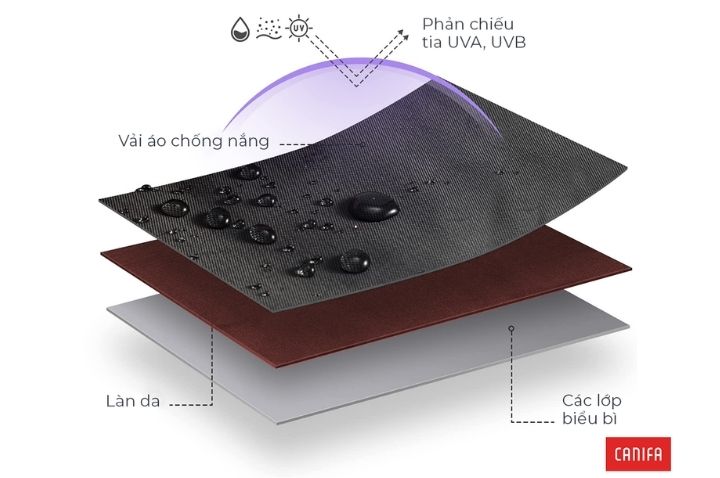 UV
Phản chiếu
tia UVA, UVB
Vải áo chống nắng
Làn da
Các lớp
biểu bì
CANIFA